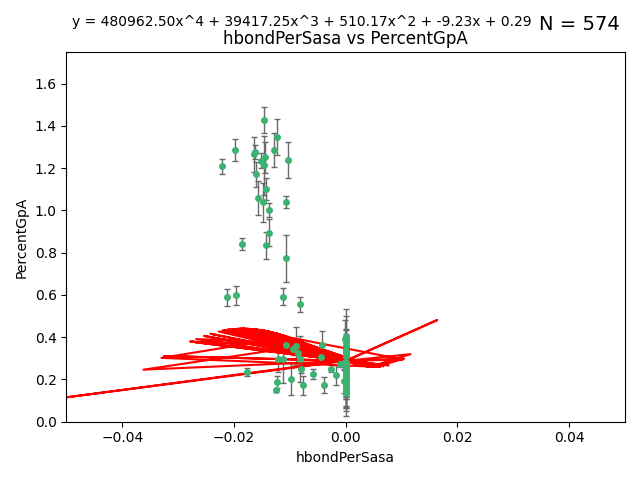 y = 480962.50x^4 + 39417.25x^3 + 510.17x^2 + -9.23x + 0.29 N = 574
hbondPerSasa vs PercentGpA
1.6
1.4
1.2
1.0
0.8
0.6
0.4
0.2
0.0
PercentGpA
−0.04 −0.02 0.00 0.02 0.04
hbondPerSasa